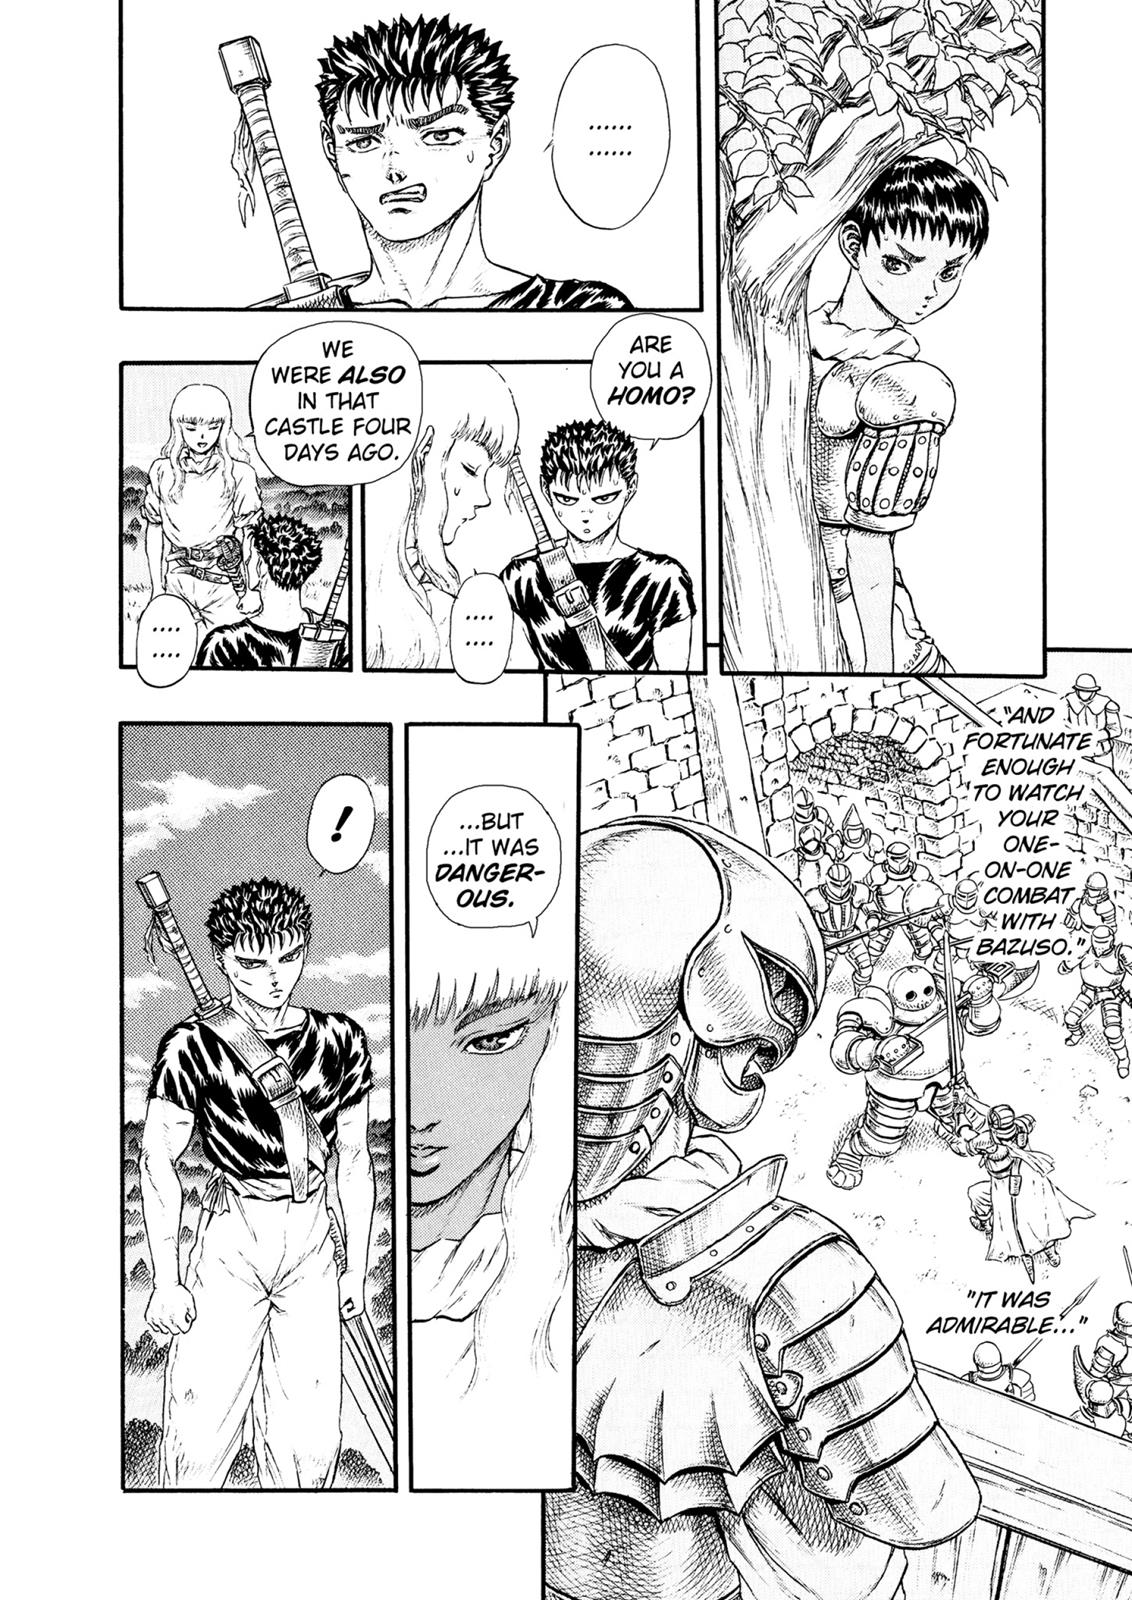 ......
......
ARE
YOU A
HOMO?
....
....
WE
WERE ALSO
IN THAT
CASTLE FOUR
DAYS AGO.
....
....
"AND
FORTUNATE
ENOUGH
TO WATCH
YOUR
ONE-
ON-ONE
COMBAT
WITH
BAZUSO."
"IT WAS
ADMIRABLE..."
...BUT
...IT WAS
DANGER-
OUS.
!